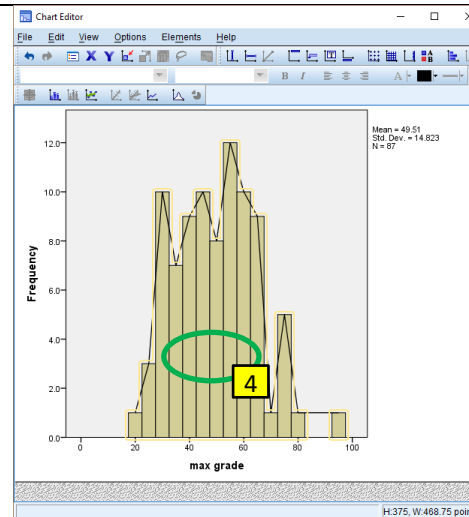 Chart Editor
File Edit View Options Elements Help
X Y
B I A
Mean = 49.51
Std. Dev. = 14.823
N = 87
12.0
10.0
8.0
6.0
4.0
2.0
0.0
Frequency
4
0 20 40 60 80 100
max grade
H:375, W:468.75